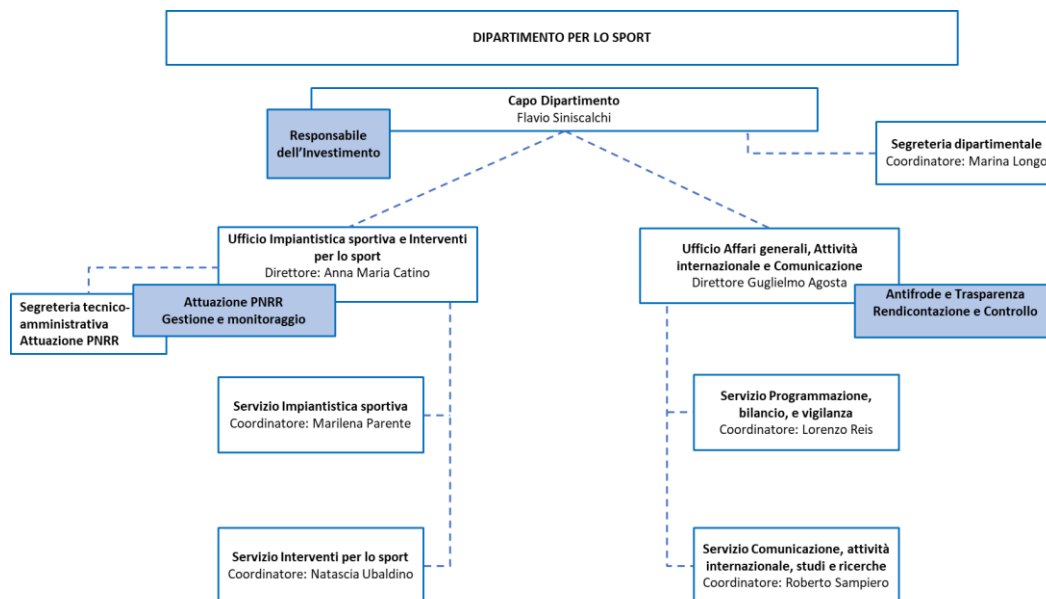 DIPARTIMENTO PER LO SPORT
Capo Dipartimento
Flavio Siniscalchi
Responsabile
dell'Investimento
Segreteria dipartimentale
Coordinatore: Marina Longo
Ufficio Impiantistica sportiva e Interventi
per lo sport
Direttore: Anna Maria Catino
Ufficio Affari generali, Attività
internazionale e Comunicazione
Direttore Guglielmo Agosta
Segreteria tecnico-
amministrativa
Attuazione PNRR
Attuazione PNRR
Gestione e monitoraggio
Antifrode e Trasparenza
Rendicontazione e Controllo
Servizio Impiantistica sportiva
Coordinatore: Marilena Parente
Servizio Programmazione,
bilancio, e vigilanza
Coordinatore: Lorenzo Reis
Servizio Interventi per lo sport
Coordinatore: Natascia Ubaldino
Servizio Comunicazione, attività
internazionale, studi e ricerche
Coordinatore: Roberto Sampiero